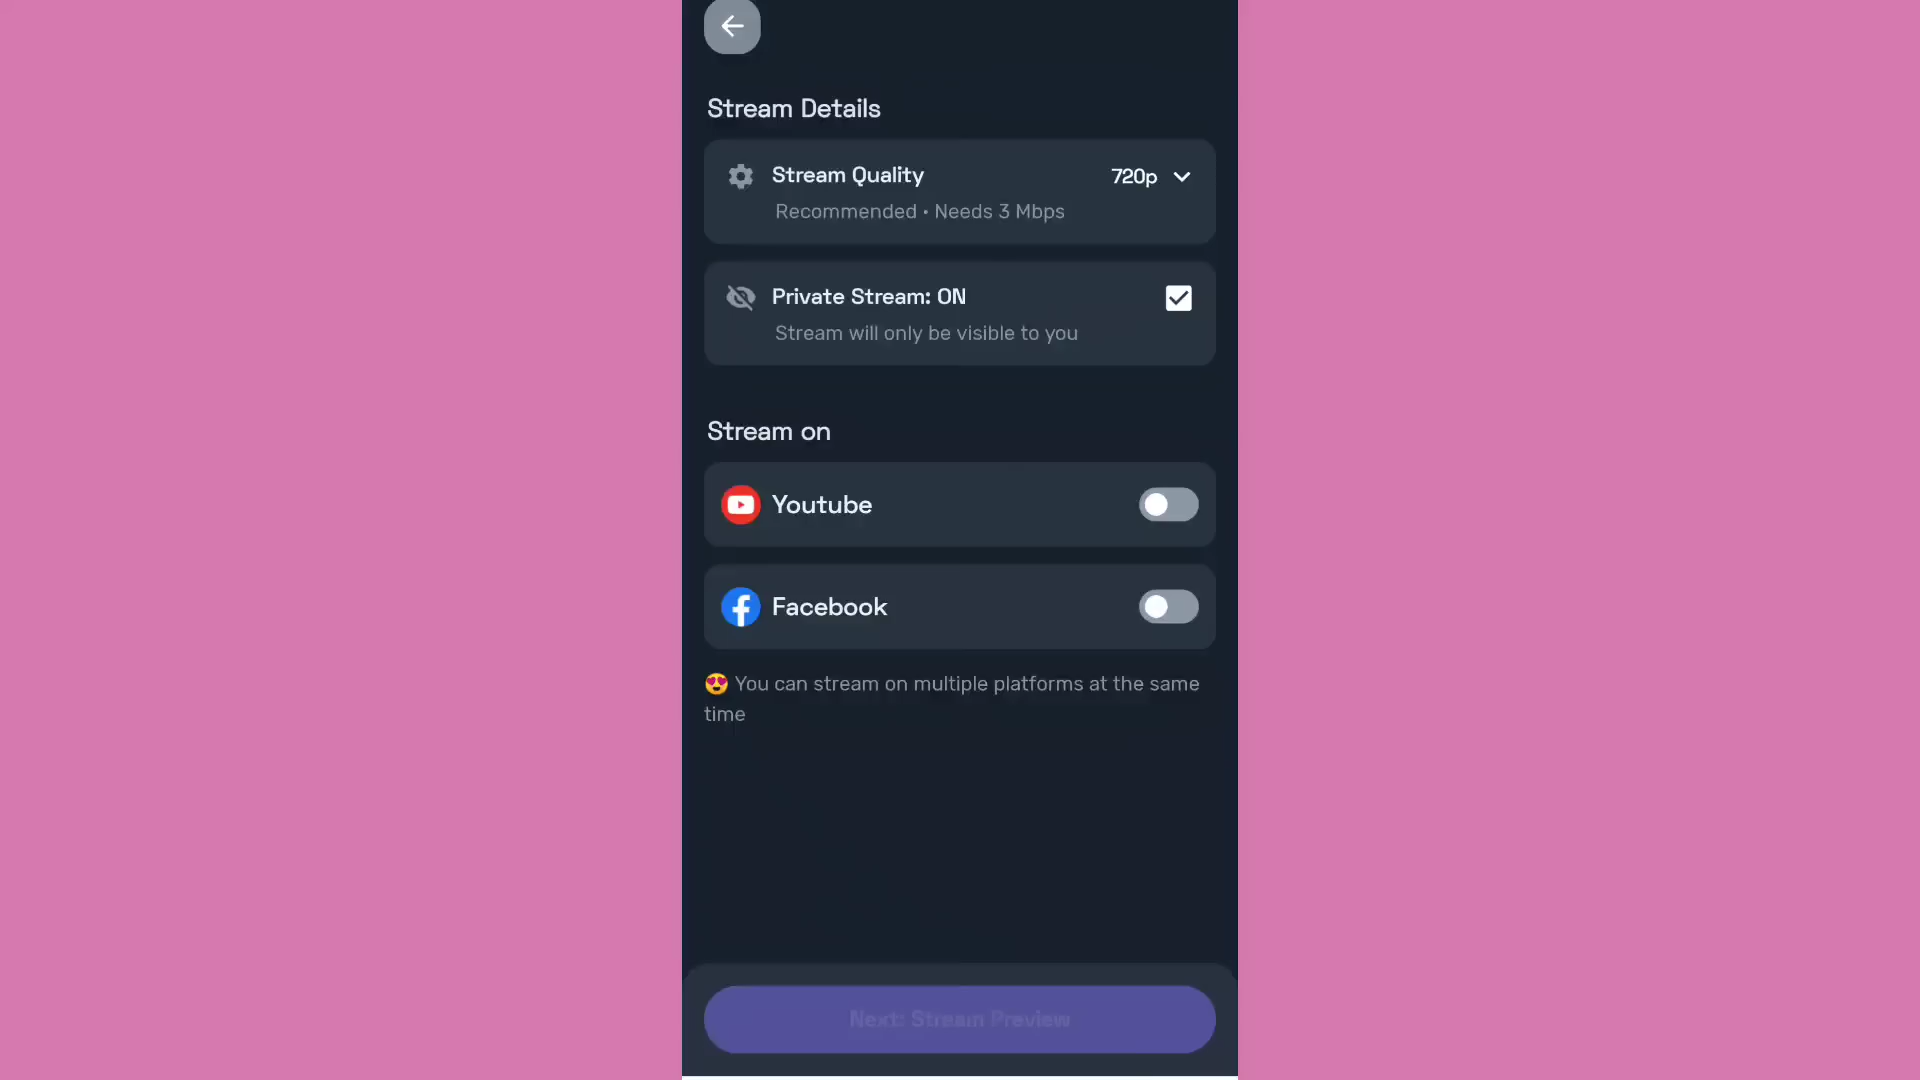 Stream Details
Stream Quality
720p
Recommended • Needs 3 Mbps
Private Stream: ON
Stream will only be visible to you
Stream on
Youtube
Facebook
😍 You can stream on multiple platforms at the same
time
Next: Stream Preview